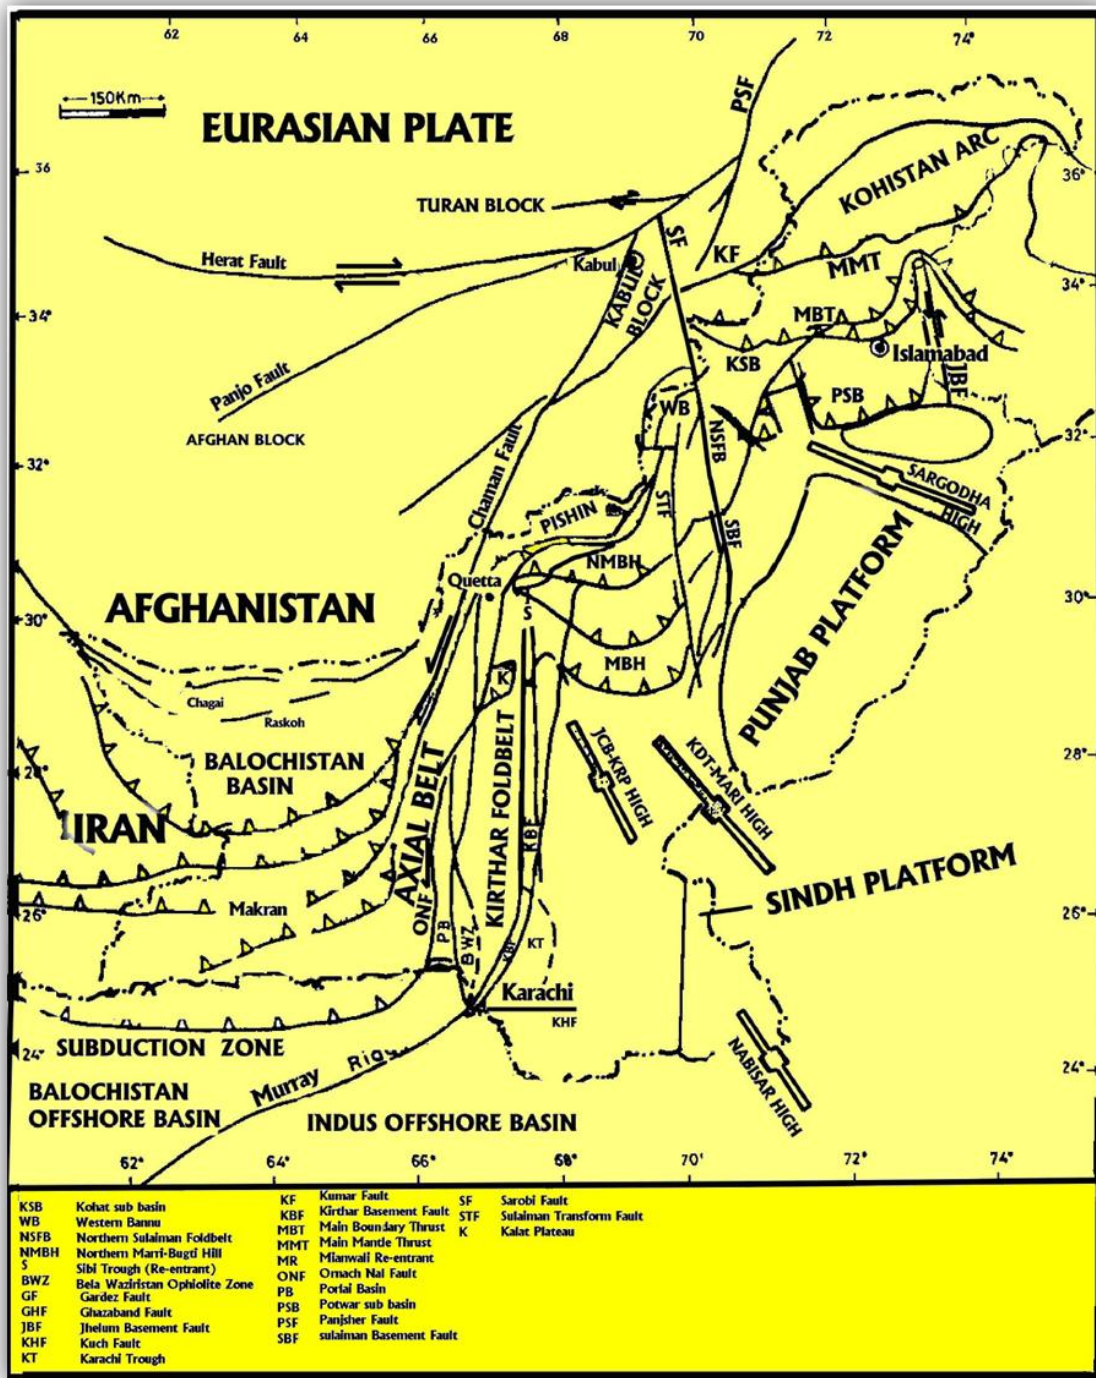 62 64 66 68 70 72 74°
150Km
EURASIAN PLATE
PSF
36
36°
KOHISTAN ARC
TURAN BLOCK
SF
KF
Herat Fault
Kabul
MMT
KABUL
BLOCK
34°
34°
MBT
Islamabad
KSB
JBF
Panjo Fault
PSB
WB
AFGHAN BLOCK
NSFB
32°
32°
Chaman Fault
SARGODHA
HIGH
PISHIN
STF
SBF
NMBH
Quetta
30°
30°
AFGHANISTAN
S
PUNJAB PLATFORM
MBH
K
Chagai
Raskoh
JCB-KRP HIGH
KDT-MARI HIGH
28°
28°
BALOCHISTAN
BASIN
AXIAL BELT
KIRTHAR FOLDBELT
IRAN
KBF
SINDH PLATFORM
26°
26°
Makran
ONF
PB
BWZ
KBF
KT
Karachi
KHF
24°
24°
SUBDUCTION ZONE
Murray Rig
NABISAR HIGH
BALOCHISTAN
OFFSHORE BASIN
INDUS OFFSHORE BASIN
62° 64° 66° 68° 70' 72° 74°
KSB Kohat sub basin
WB Western Bannu
NSFB Northern Sulaiman Foldbelt
NMBH Northern Marri-Bugti Hill
S Sibi Trough (Re-entrant)
BWZ Bela Waziristan Ophiolite Zone
GF Gardez Fault
GHF Ghazaband Fault
JBF Jhelum Basement Fault
KHF Kuch Fault
KT Karachi Trough
KF Kumar Fault
KBF Kirthar Basement Fault
MBT Main Boundary Thrust
MMT Main Mantle Thrust
MR Mianwali Re-entrant
ONF Ornach Nal Fault
PB Porlai Basin
PSB Potwar sub basin
PSF Panjsher Fault
SBF sulaiman Basement Fault
SF Sarobi Fault
STF Sulaiman Transform Fault
K Kalat Plateau